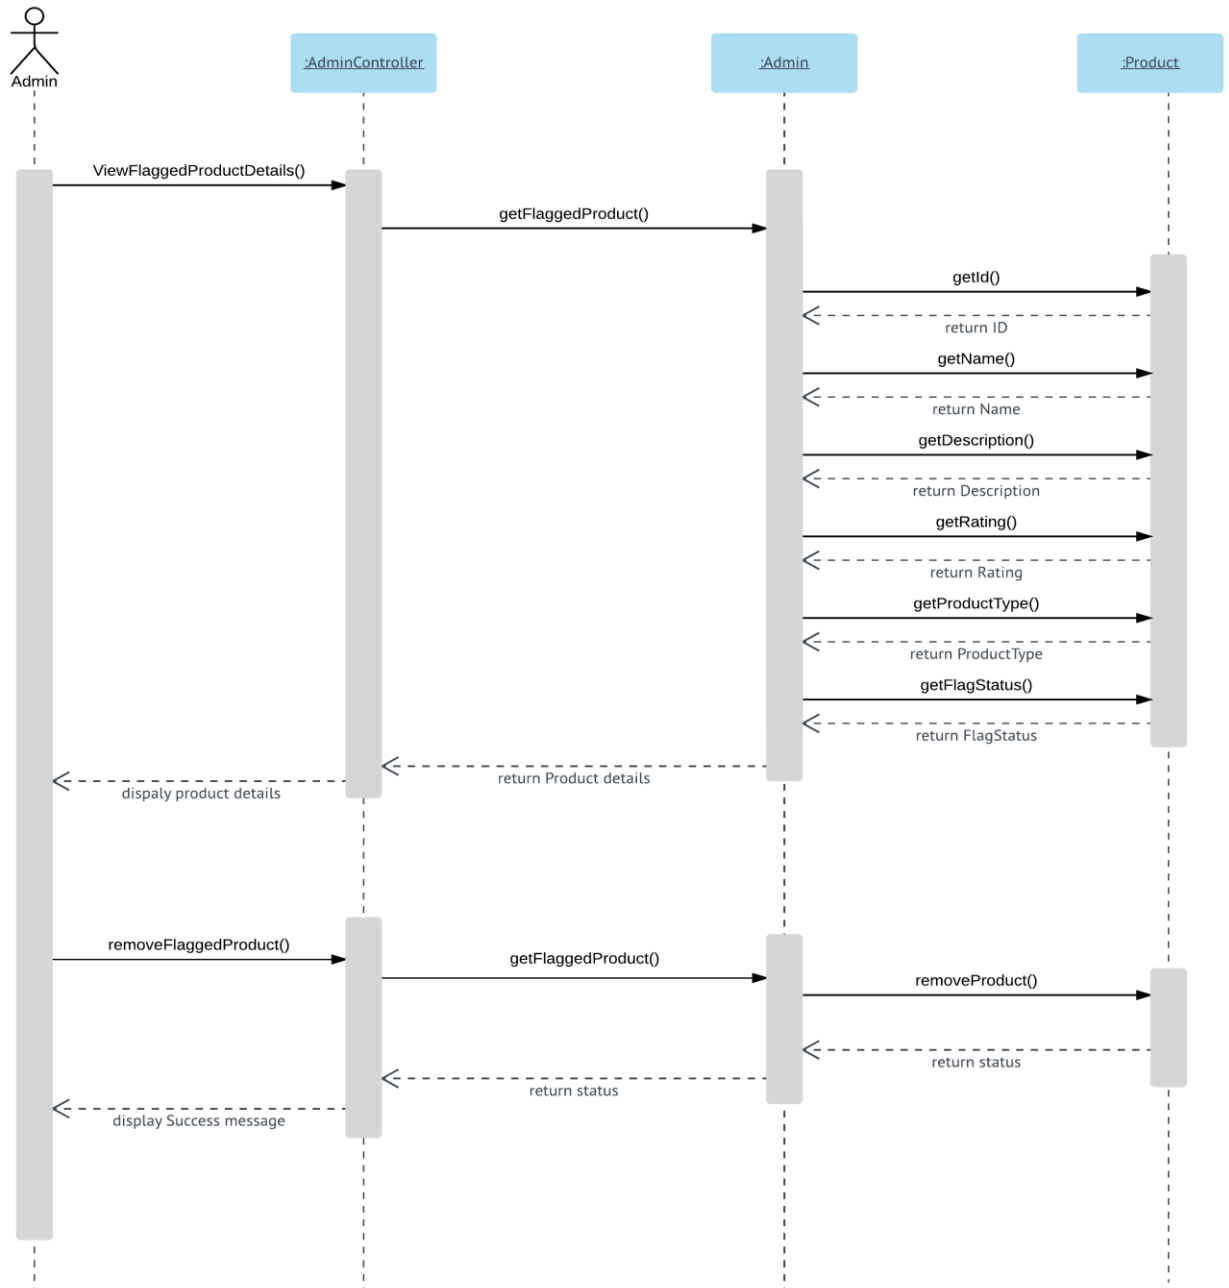 Admin
:AdminController
:Admin
:Product
ViewFlaggedProductDetails()
getFlaggedProduct()
getId()
return ID
getName()
return Name
getDescription()
return Description
getRating()
return Rating
getProductType()
return ProductType
getFlagStatus()
return FlagStatus
return Product details
dispaly product details
removeFlaggedProduct()
getFlaggedProduct()
removeProduct()
return status
return status
display Success message